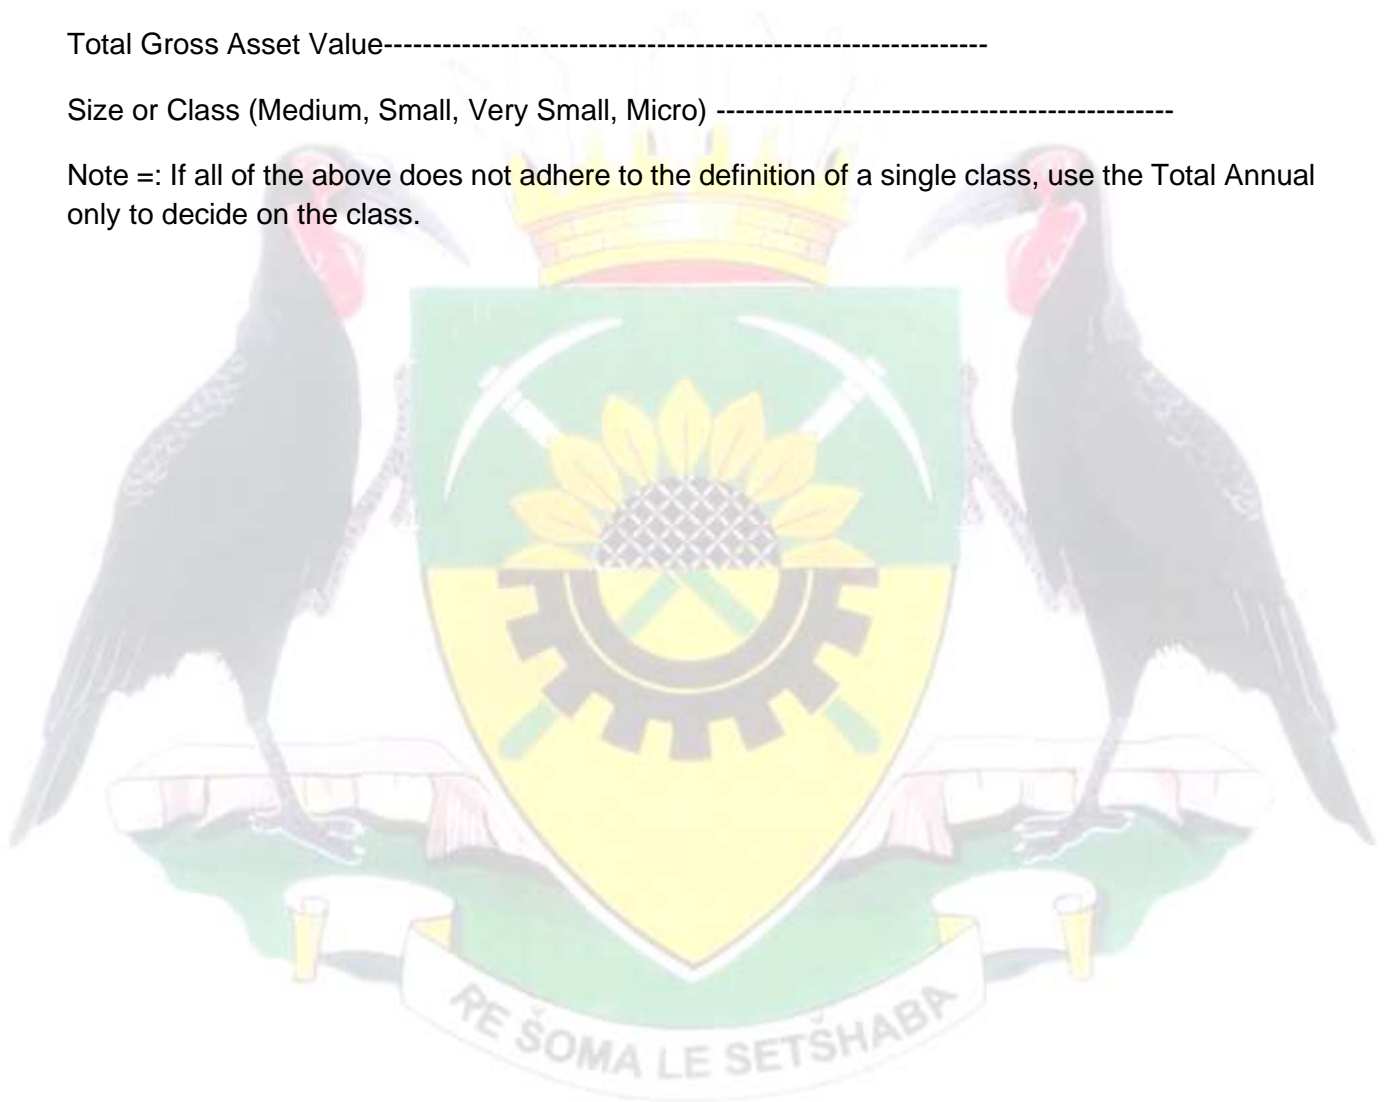 Total Gross Asset Value--------------------------------------------------------------
Size or Class (Medium, Small, Very Small, Micro) -----------------------------------------------
Note =: If all of the above does not adhere to the definition of a single class, use the Total Annual
only to decide on the class.
RE ŠOMA LE SETŠHABA